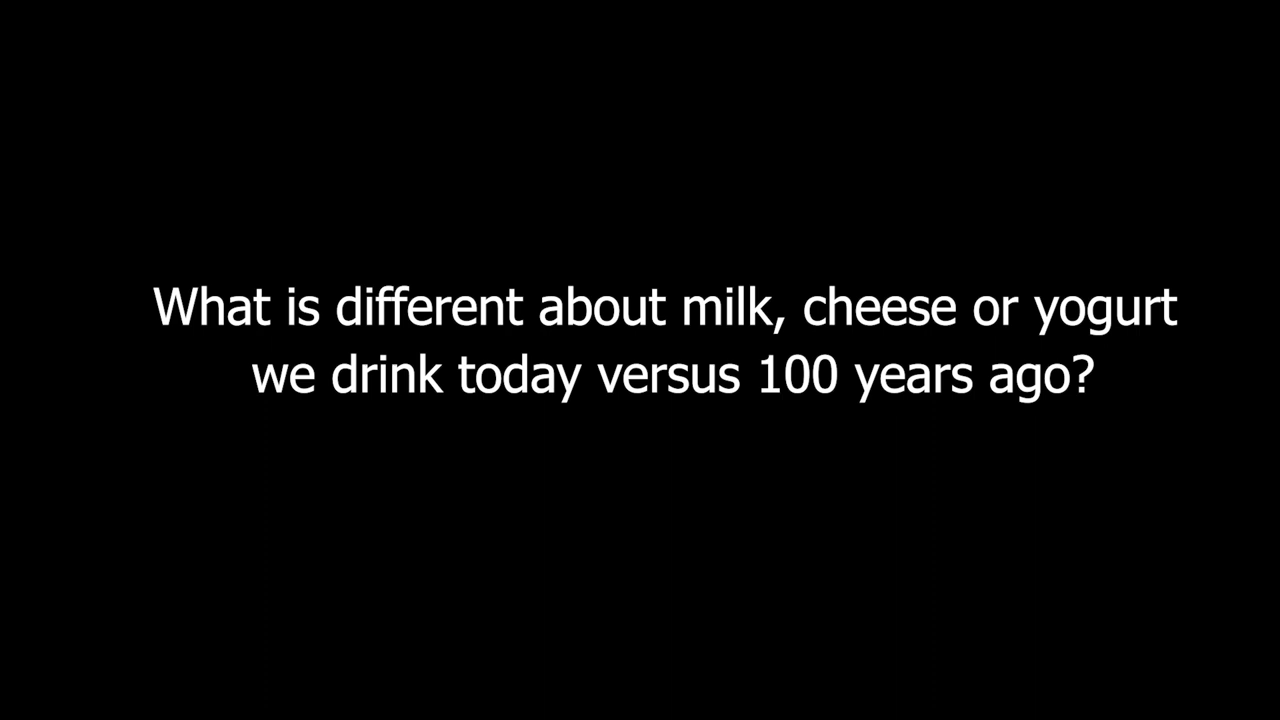 What is different about milk, cheese or yogurt
we drink today versus 100 years ago?